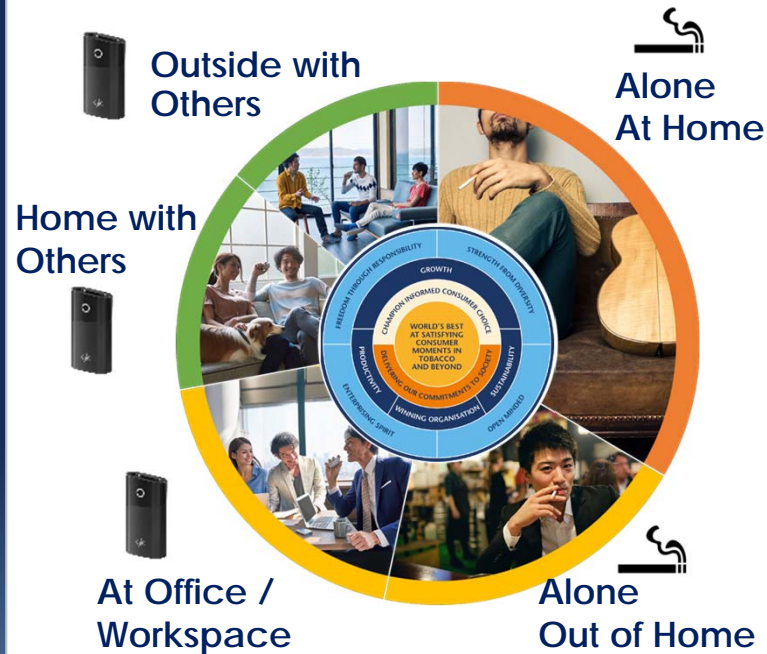 Outside with
Others
Alone
At Home
Home with
Others
FREEDOM THROUGH RESPONSIBILITY
STRENGTH FROM DIVERSITY
GROWTH
CHAMPION INFORMED CONSUMER CHOICE
WORLD'S BEST
AT SATISFYING
CONSUMER
MOMENTS IN
TOBACCO
AND BEYOND
DELIVERING OUR COMMITMENTS TO SOCIETY
PRODUCTIVITY
SUSTAINABILITY
WINNING ORGANISATION
ENTERPRISING SPIRIT
OPEN MINDED
At Office /
Workspace
Alone
Out of Home